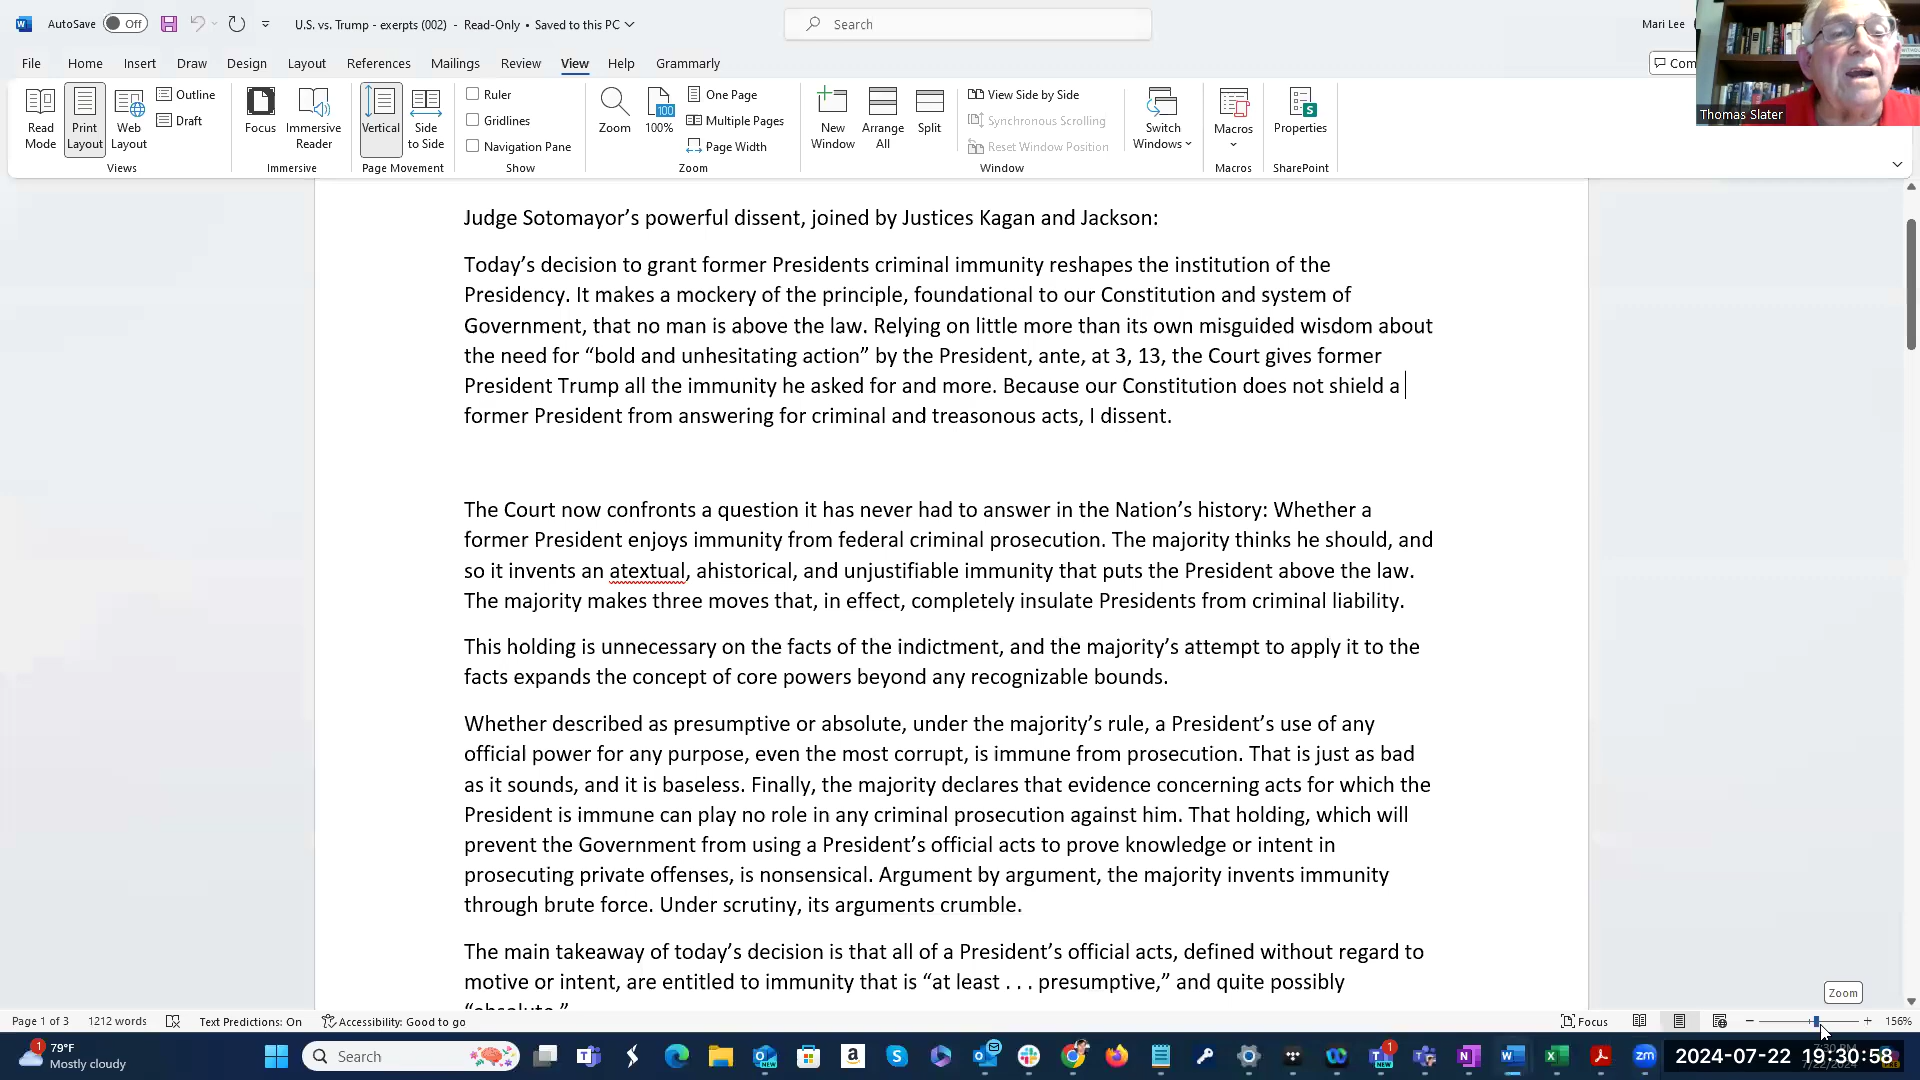 AutoSave Off U.S. vs. Trump - exerpts (002) - Read-Only • Saved to this PC Search Mari Lee
File Home Insert Draw Design Layout References Mailings Review View Help Grammarly
Read Mode
Print Layout
Web Layout
Outline
Draft
Views
Focus
Immersive Reader
Immersive
Vertical
Side to Side
Page Movement
Ruler
Gridlines
Navigation Pane
Show
Zoom
100%
One Page
Multiple Pages
Page Width
Zoom
New Window
Arrange All
Split
View Side by Side
Synchronous Scrolling
Reset Window Position
Window
Switch Windows
Macros
Macros
Properties
SharePoint
Thomas Slater
Judge Sotomayor’s powerful dissent, joined by Justices Kagan and Jackson:
Today’s decision to grant former Presidents criminal immunity reshapes the institution of the
Presidency. It makes a mockery of the principle, foundational to our Constitution and system of
Government, that no man is above the law. Relying on little more than its own misguided wisdom about
the need for “bold and unhesitating action” by the President, ante, at 3, 13, the Court gives former
President Trump all the immunity he asked for and more. Because our Constitution does not shield a
former President from answering for criminal and treasonous acts, I dissent.
The Court now confronts a question it has never had to answer in the Nation’s history: Whether a
former President enjoys immunity from federal criminal prosecution. The majority thinks he should, and
so it invents an atextual, ahistorical, and unjustifiable immunity that puts the President above the law.
The majority makes three moves that, in effect, completely insulate Presidents from criminal liability.
This holding is unnecessary on the facts of the indictment, and the majority’s attempt to apply it to the
facts expands the concept of core powers beyond any recognizable bounds.
Whether described as presumptive or absolute, under the majority’s rule, a President’s use of any
official power for any purpose, even the most corrupt, is immune from prosecution. That is just as bad
as it sounds, and it is baseless. Finally, the majority declares that evidence concerning acts for which the
President is immune can play no role in any criminal prosecution against him. That holding, which will
prevent the Government from using a President’s official acts to prove knowledge or intent in
prosecuting private offenses, is nonsensical. Argument by argument, the majority invents immunity
through brute force. Under scrutiny, its arguments crumble.
The main takeaway of today’s decision is that all of a President’s official acts, defined without regard to
motive or intent, are entitled to immunity that is “at least . . . presumptive,” and quite possibly
“absolute.”
Zoom
Page 1 of 3 1212 words Text Predictions: On Accessibility: Good to go Focus 156%
79°F
Mostly cloudy
Search
2024-07-22 19:30:58